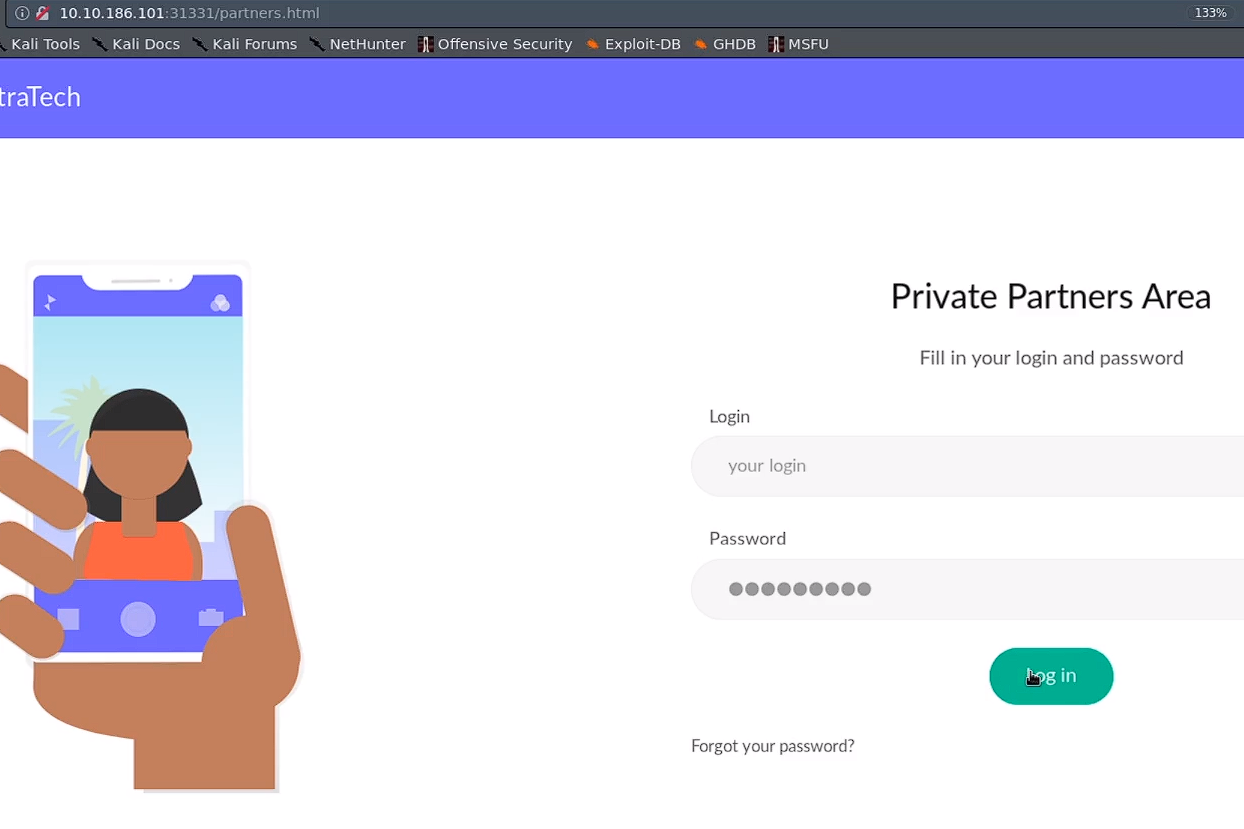 10.10.186.101:31331/partners.html 133%
Kali Tools Kali Docs Kali Forums NetHunter Offensive Security Exploit-DB GHDB MSFU
traTech
Private Partners Area
Fill in your login and password
Login
your login
Password
Log in
Forgot your password?